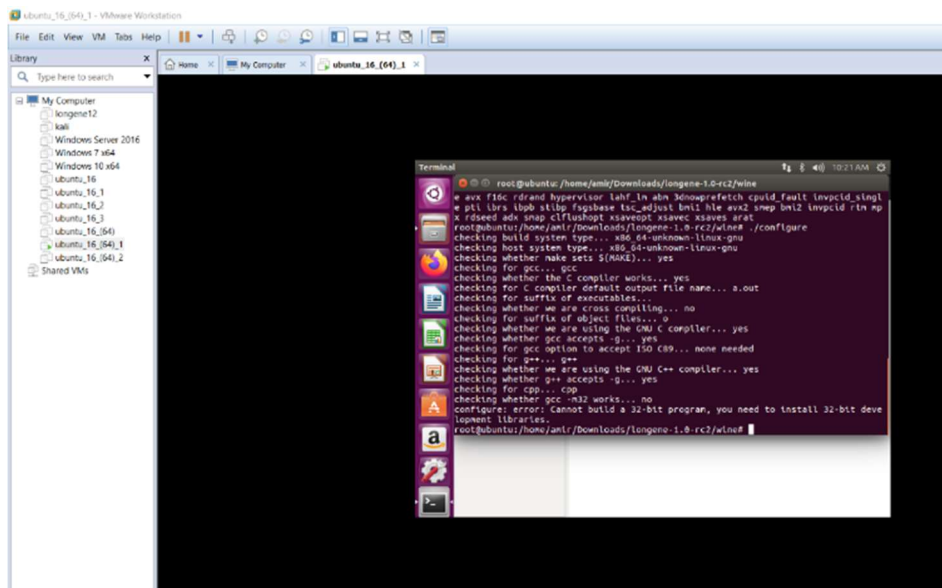 ubuntu_16_(64)_1 - VMware Workstation
File Edit View VM Tabs Help
Library x
Type here to search
Home × My Computer × ubuntu_16_(64)_1 ×
My Computer
longene12
kali
Windows Server 2016
Windows 7 x64
Windows 10 x64
ubuntu_16
ubuntu_16_1
ubuntu_16_2
ubuntu_16_3
ubuntu_16_(64)
ubuntu_16_(64)_1
ubuntu_16_(64)_2
Shared VMs
Terminal 10:21 AM
root@ubuntu: /home/amir/Downloads/longene-1.0-rc2/wine
e avx f16c rdrand hypervisor lahf_lm abm 3dnowprefetch cpuid_fault invpcid_singl
e pti ibrs ibpb stibp fsgsbase tsc_adjust bmi1 hle avx2 smep bmi2 invpcid rtm mp
x rdseed adx smap clflushopt xsaveopt xsavec xsaves arat
root@ubuntu:/home/amir/Downloads/longene-1.0-rc2/wine# ./configure
checking build system type... x86_64-unknown-linux-gnu
checking host system type... x86_64-unknown-linux-gnu
checking whether make sets $(MAKE)... yes
checking for gcc... gcc
checking whether the C compiler works... yes
checking for C compiler default output file name... a.out
checking for suffix of executables...
checking whether we are cross compiling... no
checking for suffix of object files... o
checking whether we are using the GNU C compiler... yes
checking whether gcc accepts -g... yes
checking for gcc option to accept ISO C89... none needed
checking for g++... g++
checking whether we are using the GNU C++ compiler... yes
checking whether g++ accepts -g... yes
checking for cpp... cpp
checking whether gcc -m32 works... no
configure: error: Cannot build a 32-bit program, you need to install 32-bit deve
lopment libraries.
root@ubuntu:/home/amir/Downloads/longene-1.0-rc2/wine#